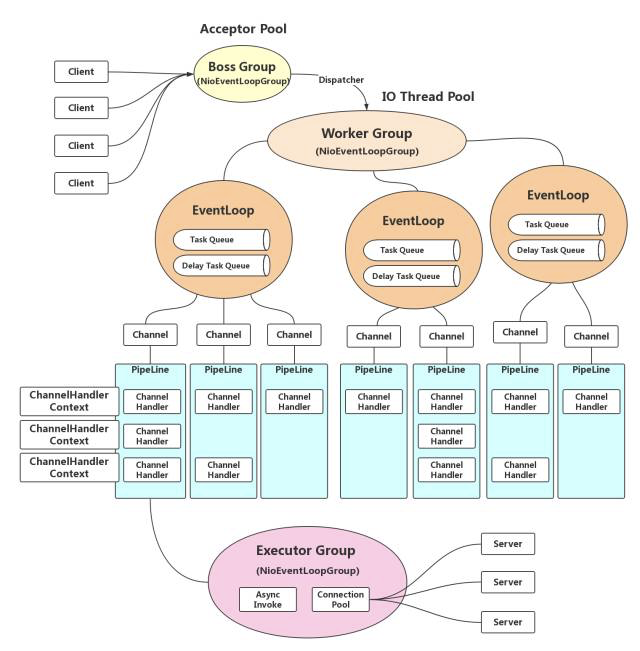 Acceptor Pool
Client
Client
Client
Client
Boss Group
(NioEventLoopGroup)
Dispatcher
IO Thread Pool
Worker Group
(NioEventLoopGroup)
EventLoop
Task Queue
Delay Task Queue
EventLoop
Task Queue
Delay Task Queue
EventLoop
Task Queue
Delay Task Queue
Channel
Channel
Channel
Channel
Channel
Channel
Channel
PipeLine
PipeLine
PipeLine
PipeLine
PipeLine
PipeLine
PipeLine
ChannelHandler
Context
Channel
Handler
Channel
Handler
Channel
Handler
Channel
Handler
Channel
Handler
Channel
Handler
Channel
Handler
ChannelHandler
Context
Channel
Handler
Channel
Handler
ChannelHandler
Context
Channel
Handler
Channel
Handler
Channel
Handler
Channel
Handler
Executor Group
(NioEventLoopGroup)
Async
Invoke
Connection
Pool
Server
Server
Server